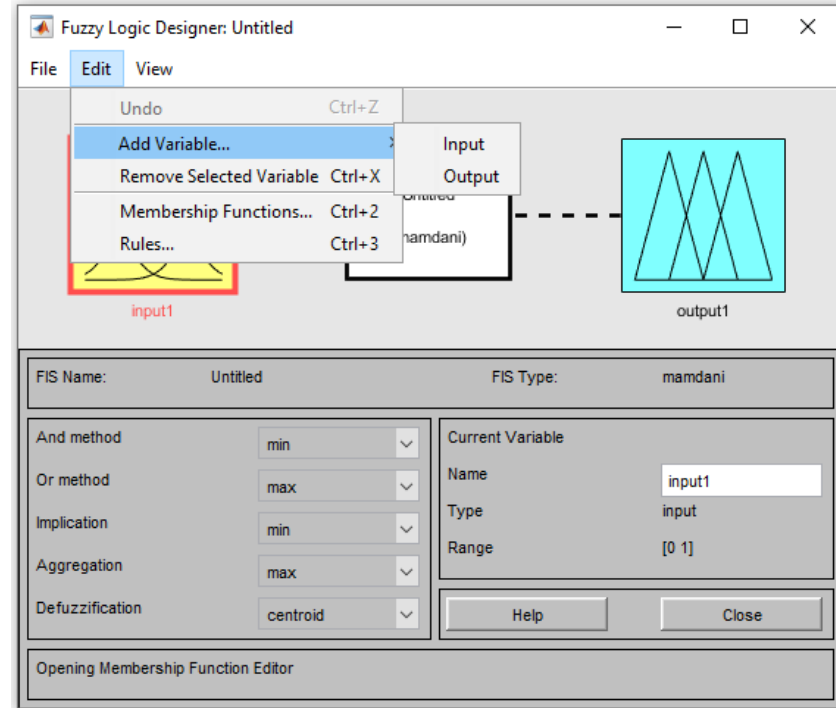 Fuzzy Logic Designer: Untitled
File Edit View
Undo Ctrl+Z
Add Variable... Input
Output
Remove Selected Variable Ctrl+X
Membership Functions... Ctrl+2
Rules... Ctrl+3
Untitled
(mamdani)
input1
output1
FIS Name: Untitled FIS Type: mamdani
And method min
Or method max
Implication min
Aggregation max
Defuzzification centroid
Current Variable
Name input1
Type input
Range [0 1]
Help Close
Opening Membership Function Editor